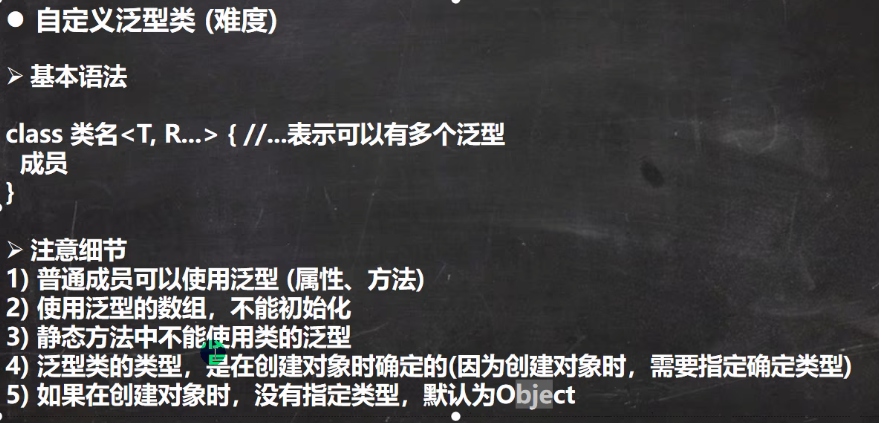 ● 自定义泛型类 (难度)
➢ 基本语法
class 类名<T, R...> { //...表示可以有多个泛型
成员
}
➢ 注意细节
1) 普通成员可以使用泛型 (属性、方法)
2) 使用泛型的数组，不能初始化
3) 静态方法中不能使用类的泛型
4) 泛型类的类型，是在创建对象时确定的(因为创建对象时，需要指定确定类型)
5) 如果在创建对象时，没有指定类型，默认为Object